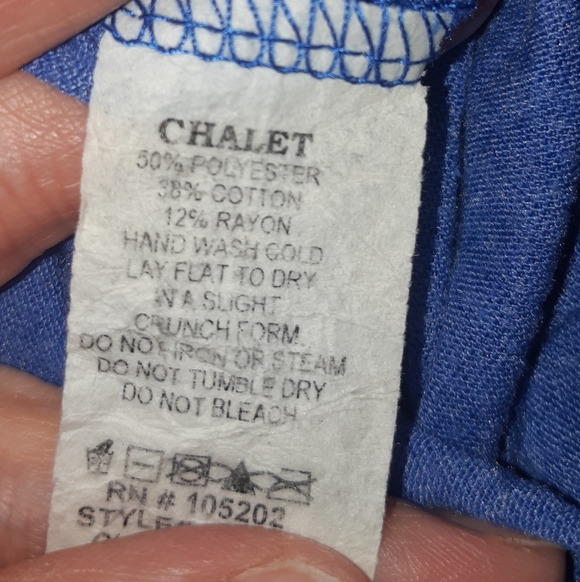 CHALET
50% POLYESTER
38% COTTON
12% RAYON
HAND WASH COLD
LAY FLAT TO DRY
IN A SLIGHT
CRUNCH FORM
DO NOT IRON OR STEAM
DO NOT TUMBLE DRY
DO NOT BLEACH
RN # 105202
STYLE